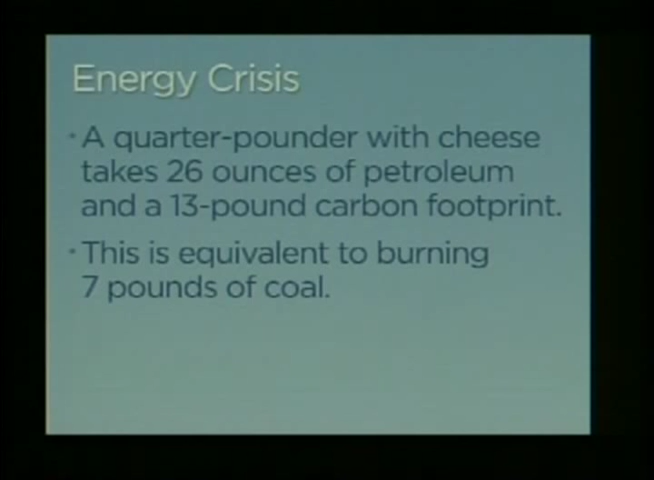 Energy Crisis
• A quarter-pounder with cheese
takes 26 ounces of petroleum
and a 13-pound carbon footprint.
• This is equivalent to burning
7 pounds of coal.